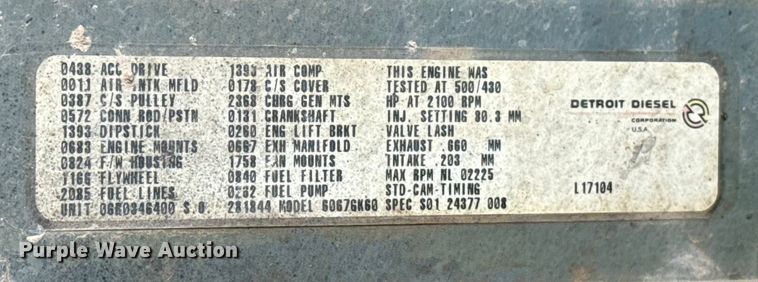 0438 ACC DRIVE 1393 AIR COMP THIS ENGINE WAS
0011 AIR INTK MFLD 0178 C/S COVER TESTED AT 500/430
0387 C/S PULLEY 2363 CHRG GEN MTS HP AT 2100 RPM
0572 CONN ROD/PSTN 0131 CRANKSHAFT INJ. SETTING 80.3 MM
1393 DIPSTICK 0260 ENG LIFT BRKT VALVE LASH
0683 ENGINE MOUNTS 0667 EXH MANIFOLD EXHAUST .660 MM
0824 F/W HOUSING 1758 FAN MOUNTS INTAKE .203 MM
1166 FLYWHEEL 0840 FUEL FILTER MAX RPM NL 02225
2085 FUEL LINES 0282 FUEL PUMP STD-CAM-TIMING
UNIT 06R0846400 S.O 281844 MODEL 6067GK60 SPEC S01 24377 008
DETROIT DIESEL
CORPORATION
U.S.A.
L17104
Purple Wave Auction